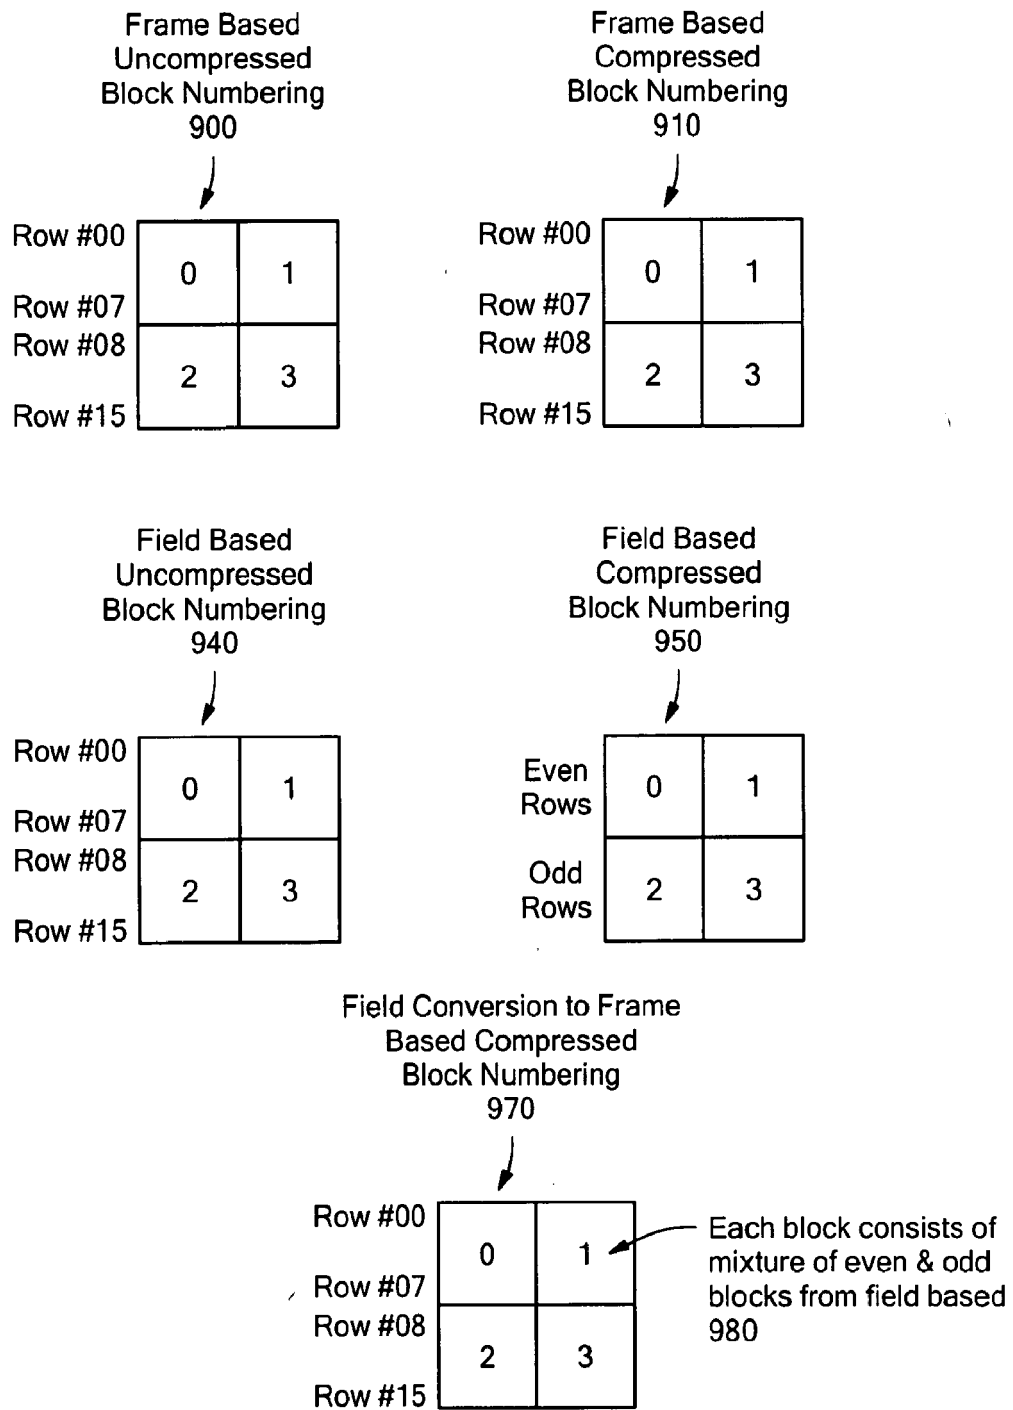 Frame Based
Uncompressed
Block Numbering
900
Row #00
Row #07
Row #08
Row #15
0 1
2 3
Frame Based
Compressed
Block Numbering
910
Row #00
Row #07
Row #08
Row #15
0 1
2 3
Field Based
Uncompressed
Block Numbering
940
Row #00
Row #07
Row #08
Row #15
0 1
2 3
Field Based
Compressed
Block Numbering
950
Even
Rows
Odd
Rows
0 1
2 3
Field Conversion to Frame
Based Compressed
Block Numbering
970
Row #00
Row #07
Row #08
Row #15
0 1
2 3
Each block consists of
mixture of even & odd
blocks from field based
980